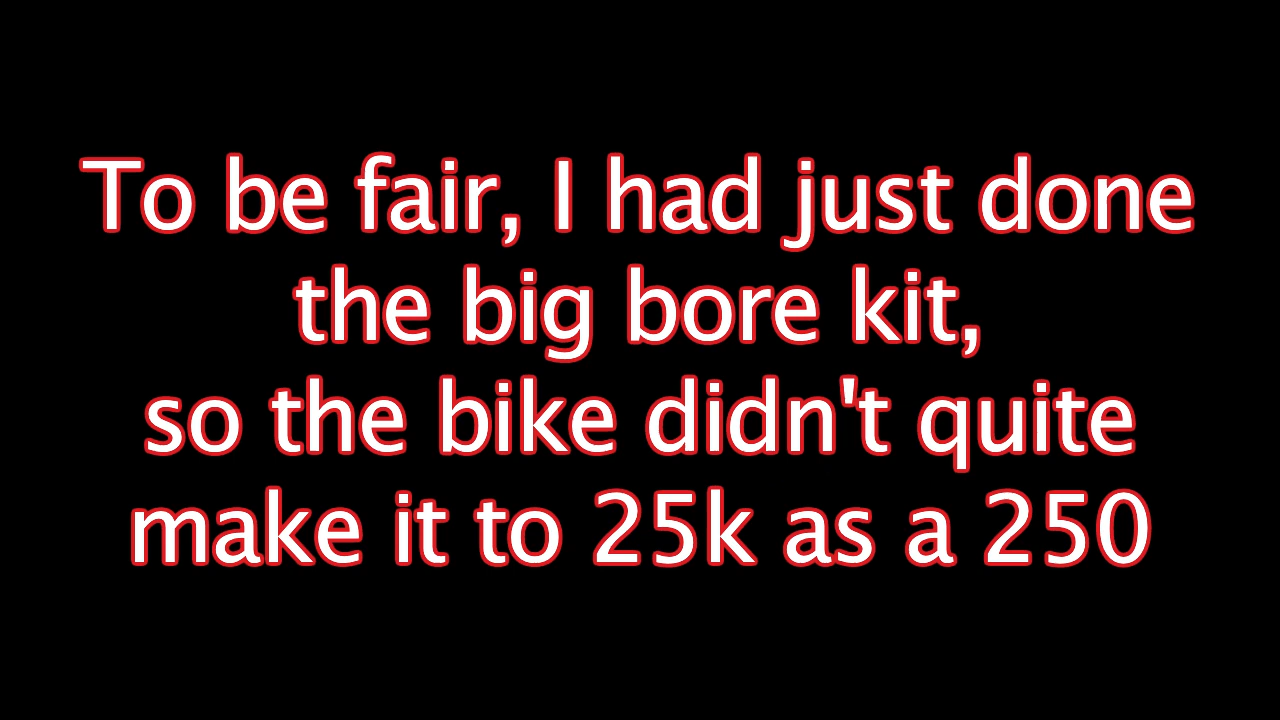 To be fair, I had just done
the big bore kit,
so the bike didn't quite
make it to 25k as a 250